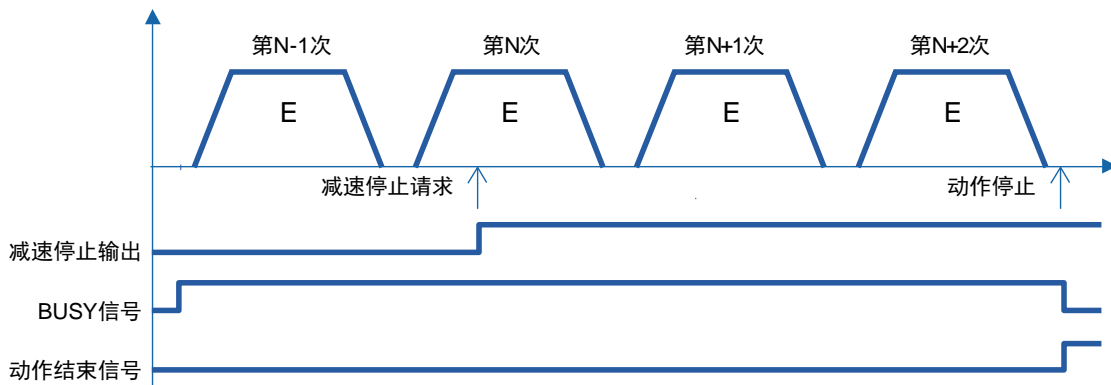 第N-1次
第N次
第N+1次
第N+2次
E
E
E
E
减速停止请求
动作停止
减速停止输出
BUSY信号
动作结束信号